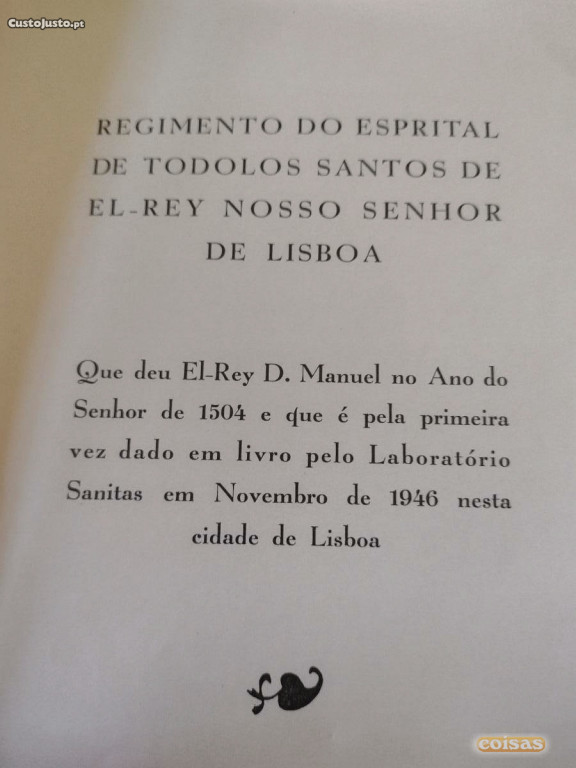 CustoJusto.pt
REGIMENTO DO ESPRITAL
DE TODOLOS SANTOS DE
EL-REY NOSSO SENHOR
DE LISBOA
Que deu El-Rey D. Manuel no Ano do
Senhor de 1504 e que é pela primeira
vez dado em livro pelo Laboratório
Sanitas em Novembro de 1946 nesta
cidade de Lisboa
coisas